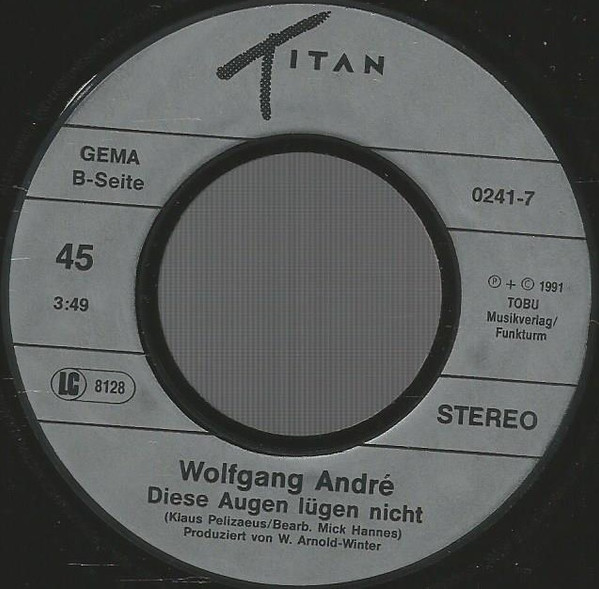 TITAN
GEMA
B-Seite
0241-7
45
3:49
℗ + © 1991
TOBU
Musikverlag/
Funkturm
LC 8128
STEREO
Wolfgang André
Diese Augen lügen nicht
(Klaus Pelizaeus/Bearb. Mick Hannes)
Produziert von W. Arnold-Winter